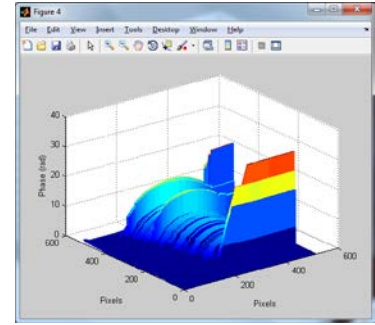 Figure 4
File Edit View Insert Tools Desktop Window Help
40
30
20
10
0
Phase (rad)
600
400
200
0
Pixels
0
200
400
600
Pixels